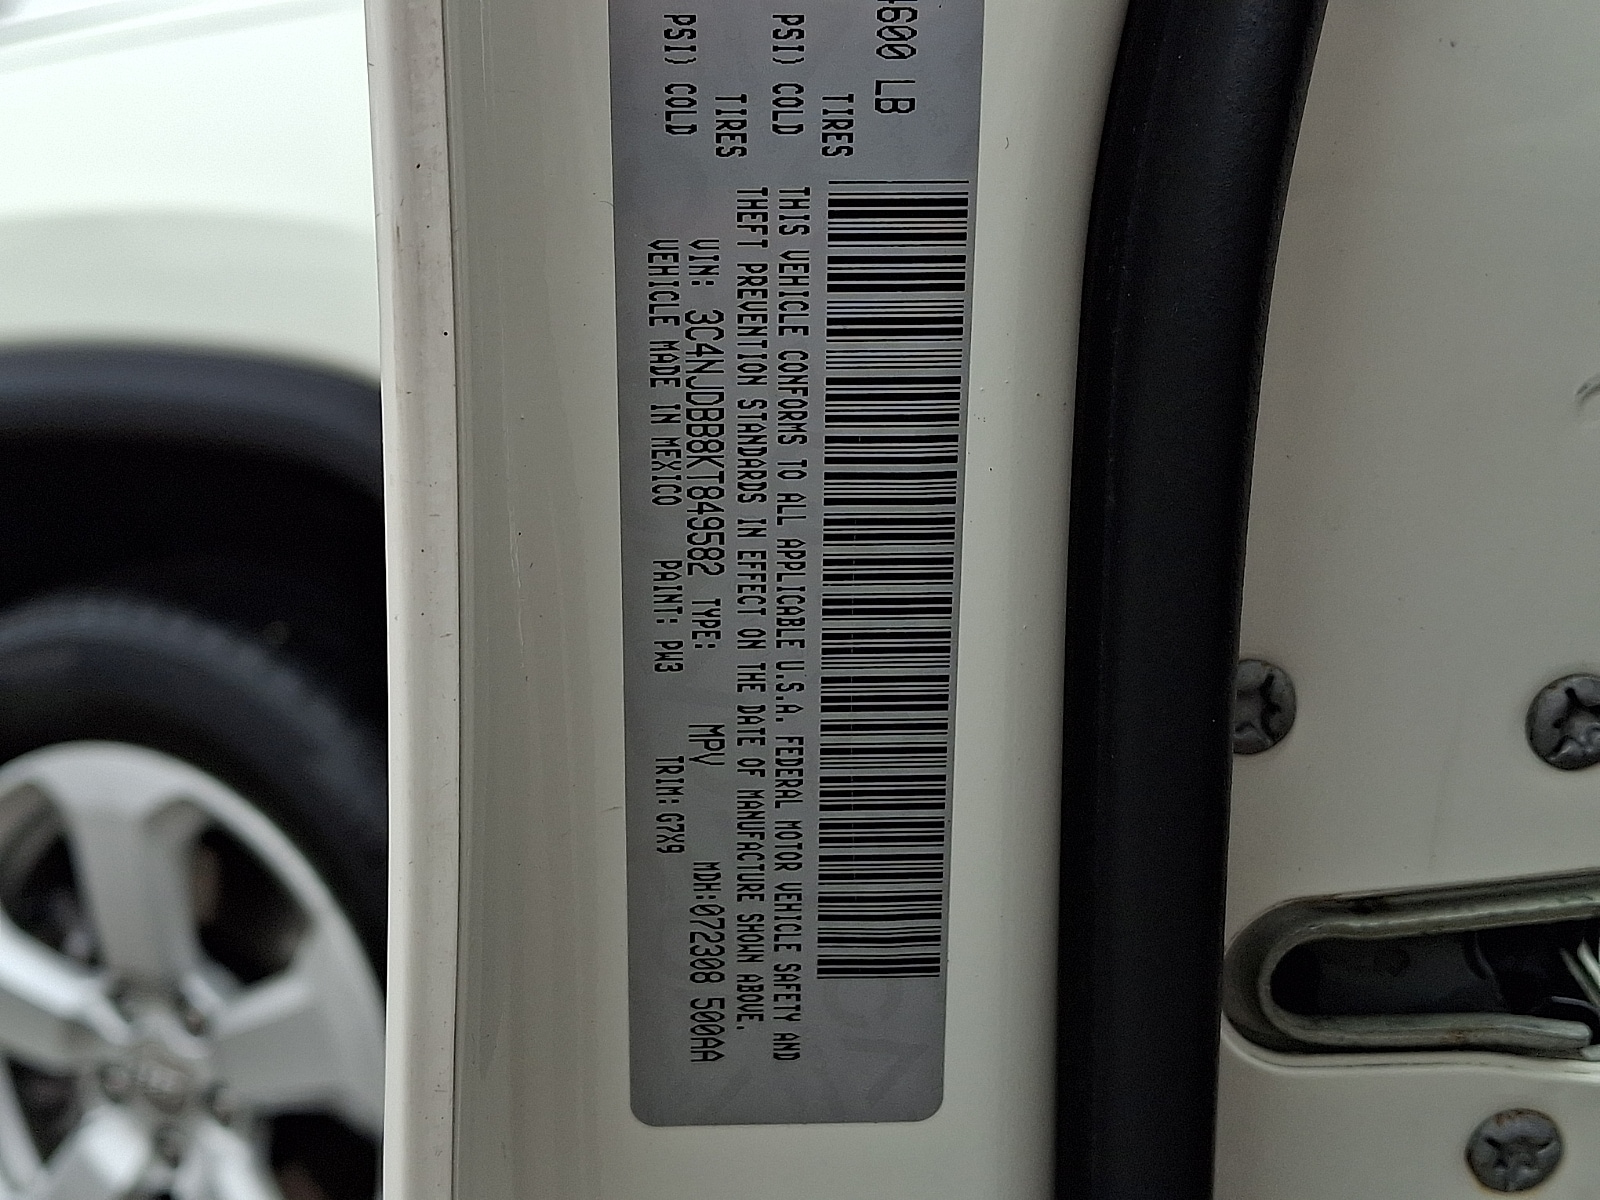 4600 LB
TIRES
PSI) COLD
TIRES
PSI) COLD
THIS VEHICLE CONFORMS TO ALL APPLICABLE U.S.A. FEDERAL MOTOR VEHICLE SAFETY AND
THEFT PREVENTION STANDARDS IN EFFECT ON THE DATE OF MANUFACTURE SHOWN ABOVE.
VIN: 3C4NJDBB8KT849582 TYPE: MPV MDH:072308 500AA
VEHICLE MADE IN MEXICO PAINT: PW3 TRIM: G7X9